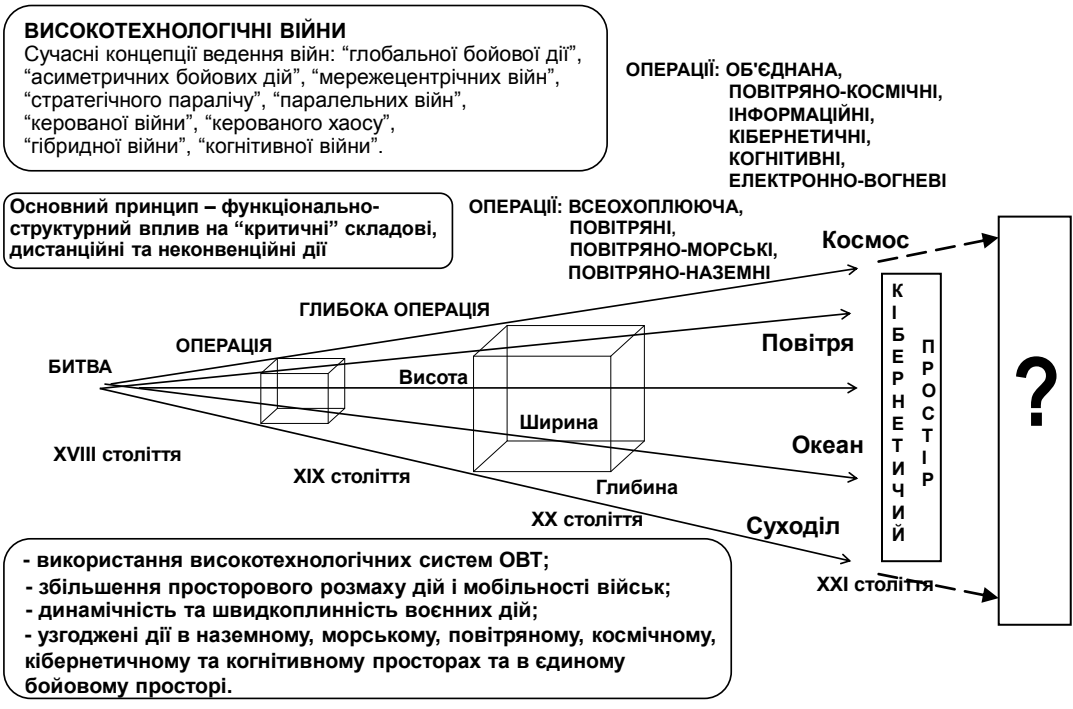 ВИСОКОТЕХНОЛОГІЧНІ ВІЙНИ
Сучасні концепції ведення війн: “глобальної бойової дії”,
“асиметричних бойових дій”, “мережецентрічних війн”,
“стратегічного паралічу”, “паралельних війн”,
“керованої війни”, “керованого хаосу”,
“гібридної війни”, “когнітивної війни”.
ОПЕРАЦІЇ: ОБ'ЄДНАНА,
ПОВІТРЯНО-КОСМІЧНІ,
ІНФОРМАЦІЙНІ,
КІБЕРНЕТИЧНІ,
КОГНІТИВНІ,
ЕЛЕКТРОННО-ВОГНЕВІ
Основний принцип – функціонально-
структурний вплив на “критичні” складові,
дистанційні та неконвенційні дії
ОПЕРАЦІЇ: ВСЕОХОПЛЮЮЧА,
ПОВІТРЯНІ,
ПОВІТРЯНО-МОРСЬКІ,
ПОВІТРЯНО-НАЗЕМНІ
Космос
ГЛИБОКА ОПЕРАЦІЯ
ОПЕРАЦІЯ
БИТВА
Висота
Повітря
Ширина
Океан
Глибина
Суходіл
XVIII століття
XIX століття
XX століття
XXI століття
КІБЕРНЕТИЧИЙ
ПРОСТІР
?
- використання високотехнологічних систем ОВТ;
- збільшення просторового розмаху дій і мобільності військ;
- динамічність та швидкоплинність воєнних дій;
- узгоджені дії в наземному, морському, повітряному, космічному,
кібернетичному та когнітивному просторах та в єдиному
бойовому просторі.